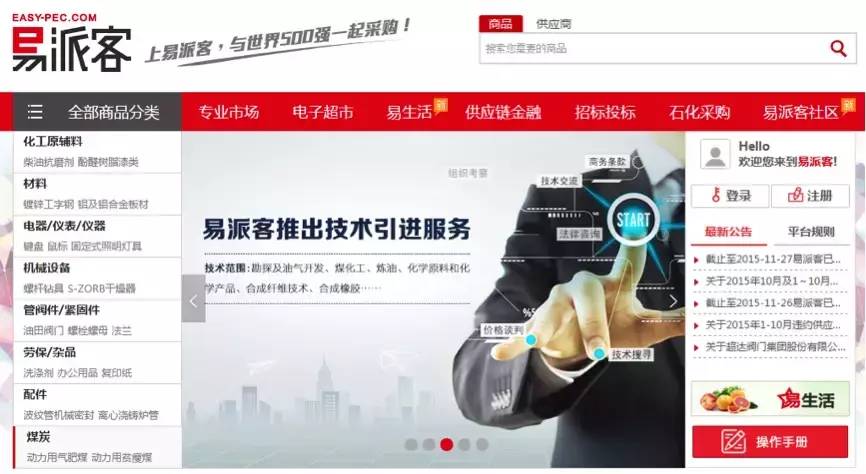 EASY-PEC.COM
易派客
上易派客，与世界500强一起采购！
商品 供应商
搜索您重要的商品
全部商品分类 专业市场 电子超市 易生活 新 供应链金融 招标投标 石化采购 易派客社区 新
化工原辅料
柴油抗磨剂 酚醛树脂漆类
材料
镀锌工字钢 铝及铝合金板材
电器/仪表/仪器
键盘 鼠标 固定式照明灯具
机械设备
螺杆钻具 S-ZORB干燥器
管阀件/紧固件
油田阀门 螺栓螺母 法兰
劳保/杂品
洗涤剂 办公用品 复印纸
配件
波纹管机械密封 离心浇铸炉管
煤炭
动力用气肥煤 动力用贫瘦煤
易派客推出技术引进服务
技术范围：勘探及油气开发、煤化工、炼油、化学原料和化
学产品、合成纤维技术、合成橡胶……
组织考察
商务条款
技术交流
START
法律咨询
%5
价格谈判
技术搜寻
Hello
欢迎您来到易派客!
登录 注册
最新公告 平台规则
截止至2015-11-27易派客已...
关于2015年10月及1～10月...
截止至2015-11-26易派客已...
关于2015年1-10月违约供应...
关于超达阀门集团股份有限公...
易生活
操作手册